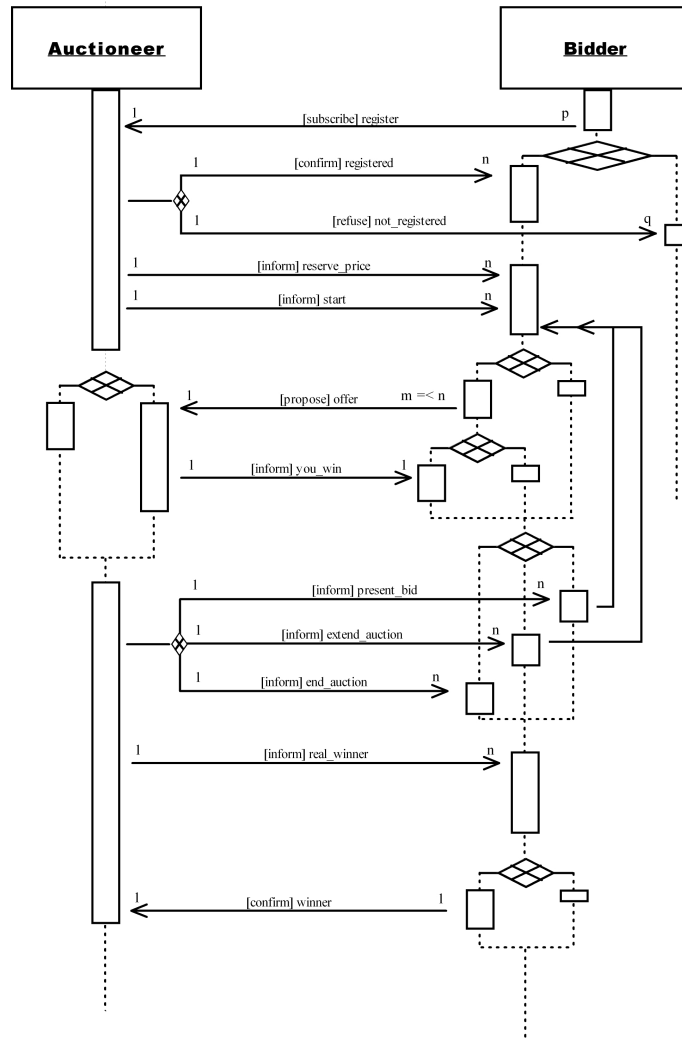 Auctioneer
Bidder
1 [subscribe] register p
1 [confirm] registered n
1 [refuse] not_registered q
1 [inform] reserve_price n
1 [inform] start n
1 [propose] offer m =< n
1 [inform] you_win 1
1 [inform] present_bid n
1 [inform] extend_auction n
1 [inform] end_auction n
1 [inform] real_winner n
1 [confirm] winner 1